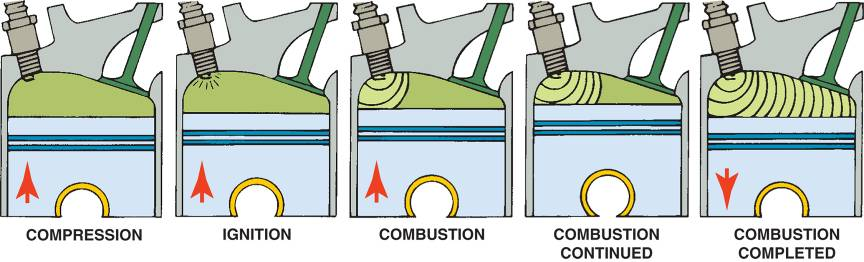 COMPRESSION
IGNITION
COMBUSTION
COMBUSTION
CONTINUED
COMBUSTION
COMPLETED